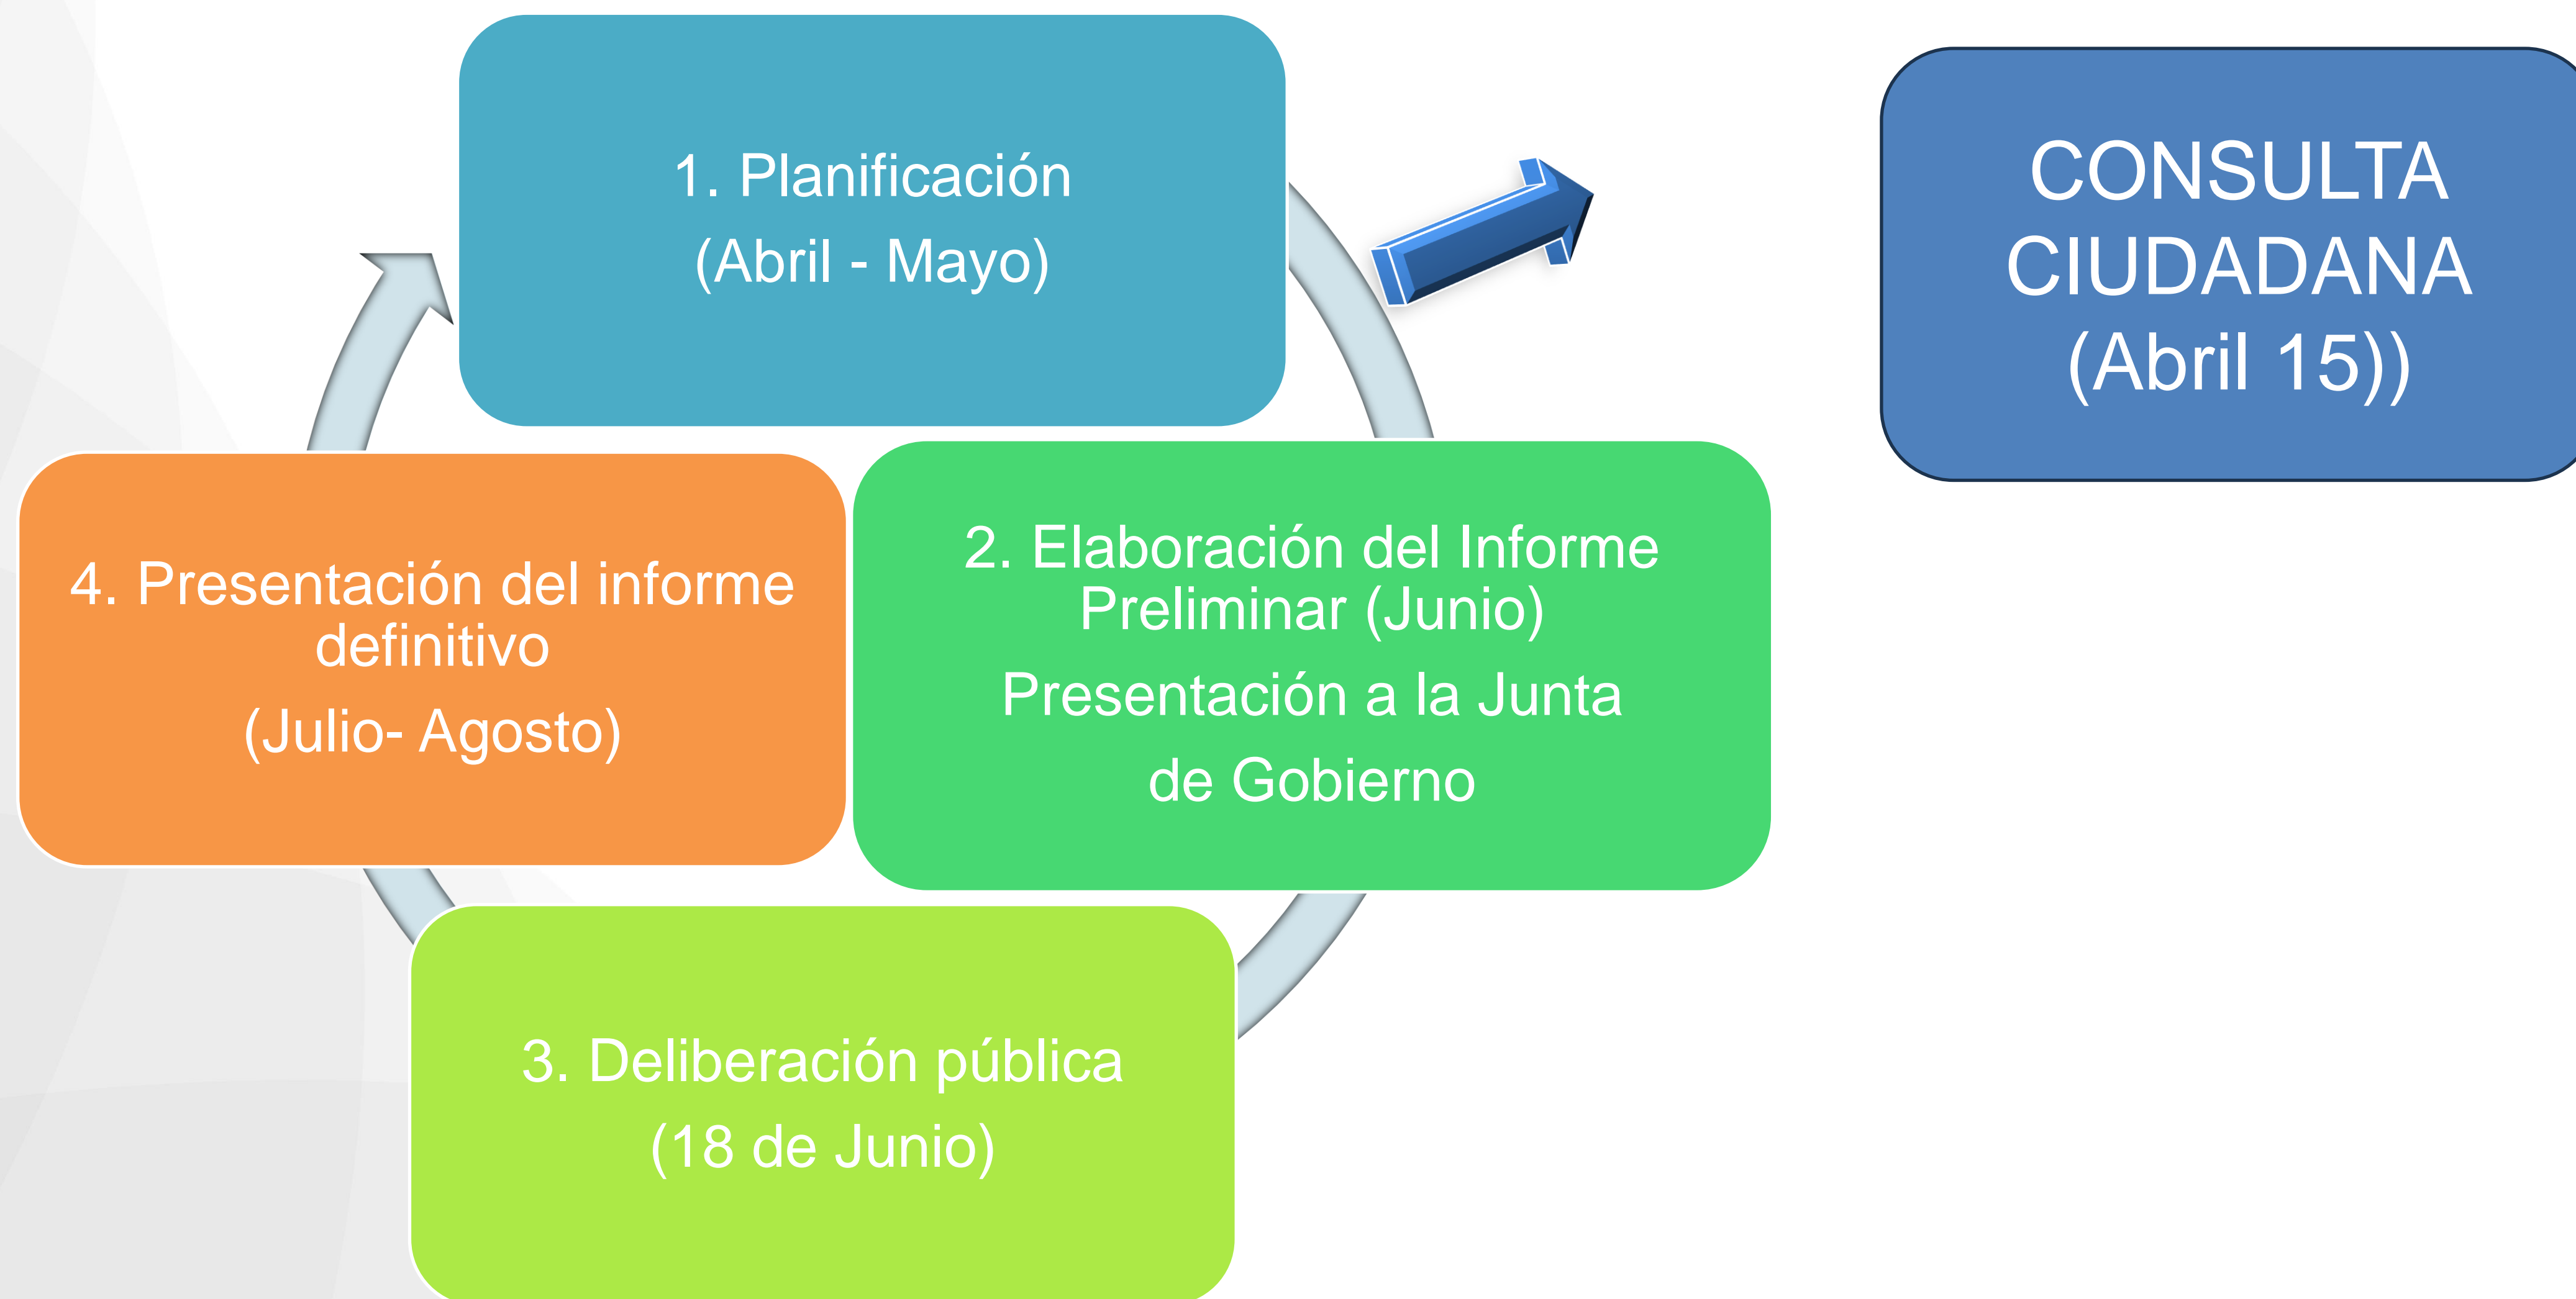 1. Planificación
(Abril - Mayo)
CONSULTA
CIUDADANA
(Abril 15))
2. Elaboración del Informe
Preliminar (Junio)
Presentación a la Junta
de Gobierno
3. Deliberación pública
(18 de Junio)
4. Presentación del informe
definitivo
(Julio- Agosto)